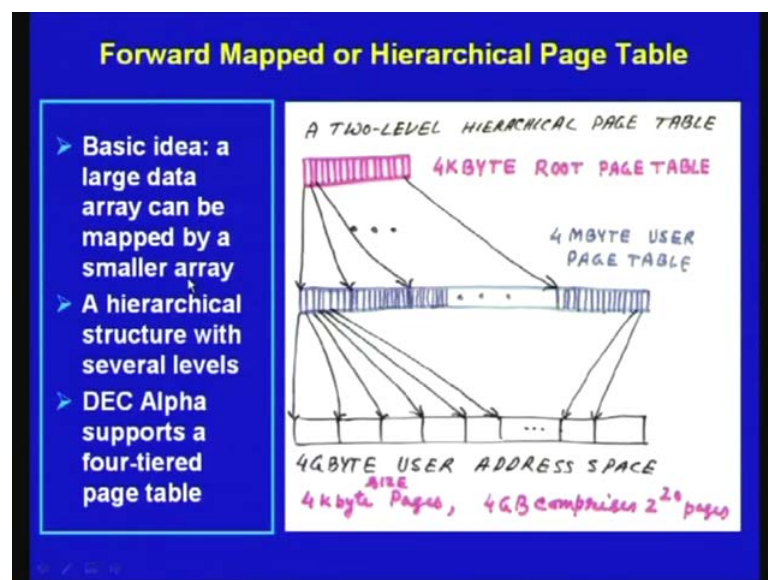 Forward Mapped or Hierarchical Page Table
Basic idea: a
large data
array can be
mapped by a
smaller array
A hierarchical
structure with
several levels
DEC Alpha
supports a
four-tiered
page table
A TWO-LEVEL HIERACHICAL PAGE TABLE
4KBYTE ROOT PAGE TABLE
4 MBYTE USER
PAGE TABLE
4GBYTE USER ADDRESS SPACE
SIZE
4 Kbyte Pages, 4GB comprises 2^20 pages